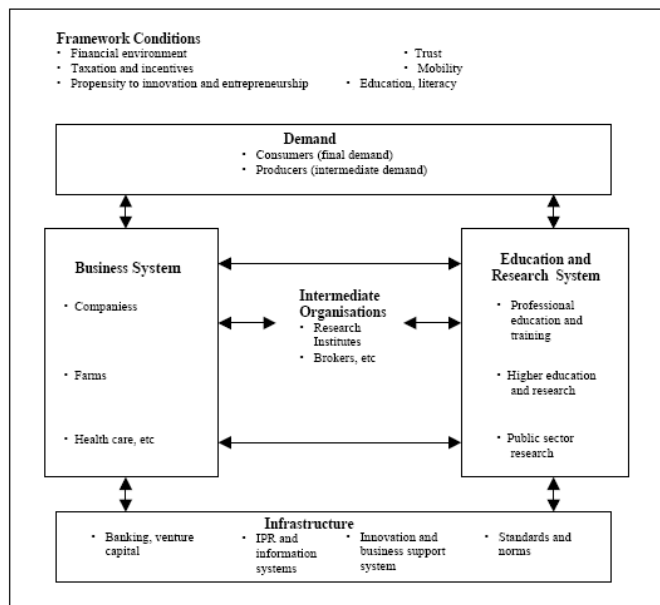 Framework Conditions
• Financial environment
• Trust
• Taxation and incentives
• Mobility
• Propensity to innovation and entrepreneurship
• Education, literacy
Demand
• Consumers (final demand)
• Producers (intermediate demand)
Business System
• Companiess
• Farms
• Health care, etc
Intermediate
Organisations
• Research
Institutes
• Brokers, etc
Education and
Research System
• Professional
education and
training
• Higher education
and research
• Public sector
research
Infrastructure
• Banking, venture
capital
• IPR and
information
systems
• Innovation and
business support
system
• Standards and
norms